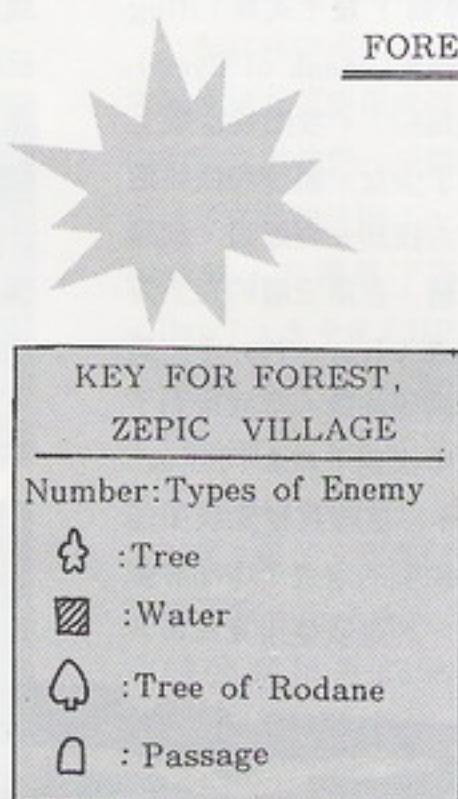 FORE
KEY FOR FOREST,
ZEPIC VILLAGE
Number:Types of Enemy
:Tree
:Water
:Tree of Rodane
: Passage